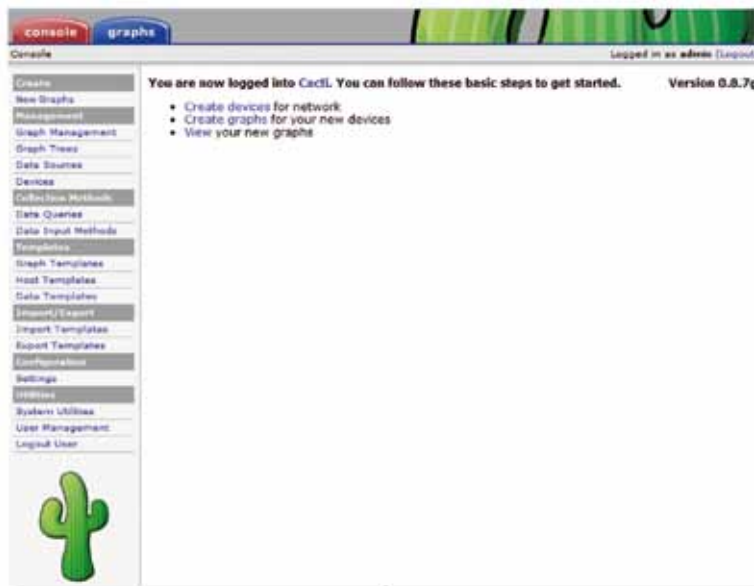 console graphs
Console
Logged in as admin (Logout
Create
New Graphs
Management
Graph Management
Graph Trees
Data Sources
Devices
Collection Methods
Data Queries
Data Input Methods
Templates
Graph Templates
Host Templates
Data Templates
Import/Export
Import Templates
Export Templates
Configuration
Settings
Utilities
System Utilities
User Management
Logout User
You are now logged into Cacti. You can follow these basic steps to get started.
Version 0.8.7g
• Create devices for network
• Create graphs for your new devices
• View your new graphs